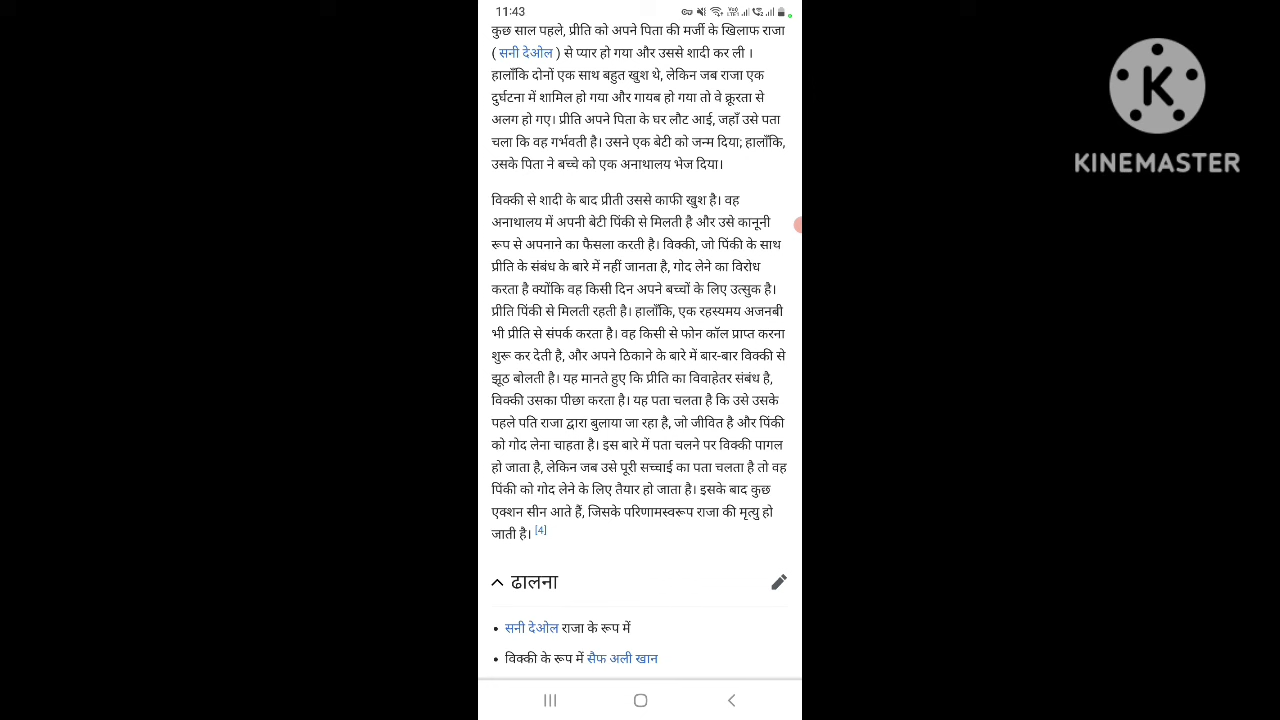 11:43
कुछ साल पहले, प्रीति को अपने पिता की मर्जी के खिलाफ राजा
( सनी देओल ) से प्यार हो गया और उससे शादी कर ली ।
हालाँकि दोनों एक साथ बहुत खुश थे, लेकिन जब राजा एक
दुर्घटना में शामिल हो गया और गायब हो गया तो वे क्रूरता से
अलग हो गए। प्रीति अपने पिता के घर लौट आई, जहाँ उसे पता
चला कि वह गर्भवती है। उसने एक बेटी को जन्म दिया; हालाँकि,
उसके पिता ने बच्चे को एक अनाथालय भेज दिया।
विक्की से शादी के बाद प्रीती उससे काफी खुश है। वह
अनाथालय में अपनी बेटी पिंकी से मिलती है और उसे कानूनी
रूप से अपनाने का फैसला करती है। विक्की, जो पिंकी के साथ
प्रीति के संबंध के बारे में नहीं जानता है, गोद लेने का विरोध
करता है क्योंकि वह किसी दिन अपने बच्चों के लिए उत्सुक है।
प्रीति पिंकी से मिलती रहती है। हालाँकि, एक रहस्यमय अजनबी
भी प्रीति से संपर्क करता है। वह किसी से फोन कॉल प्राप्त करना
शुरू कर देती है, और अपने ठिकाने के बारे में बार-बार विक्की से
झूठ बोलती है। यह मानते हुए कि प्रीति का विवाहेतर संबंध है,
विक्की उसका पीछा करता है। यह पता चलता है कि उसे उसके
पहले पति राजा द्वारा बुलाया जा रहा है, जो जीवित है और पिंकी
को गोद लेना चाहता है। इस बारे में पता चलने पर विक्की पागल
हो जाता है, लेकिन जब उसे पूरी सच्चाई का पता चलता है तो वह
पिंकी को गोद लेने के लिए तैयार हो जाता है। इसके बाद कुछ
एक्शन सीन आते हैं, जिसके परिणामस्वरूप राजा की मृत्यु हो
जाती है। [4]
ढालना
• सनी देओल राजा के रूप में
• विक्की के रूप में सैफ अली खान
K
KINEMASTER